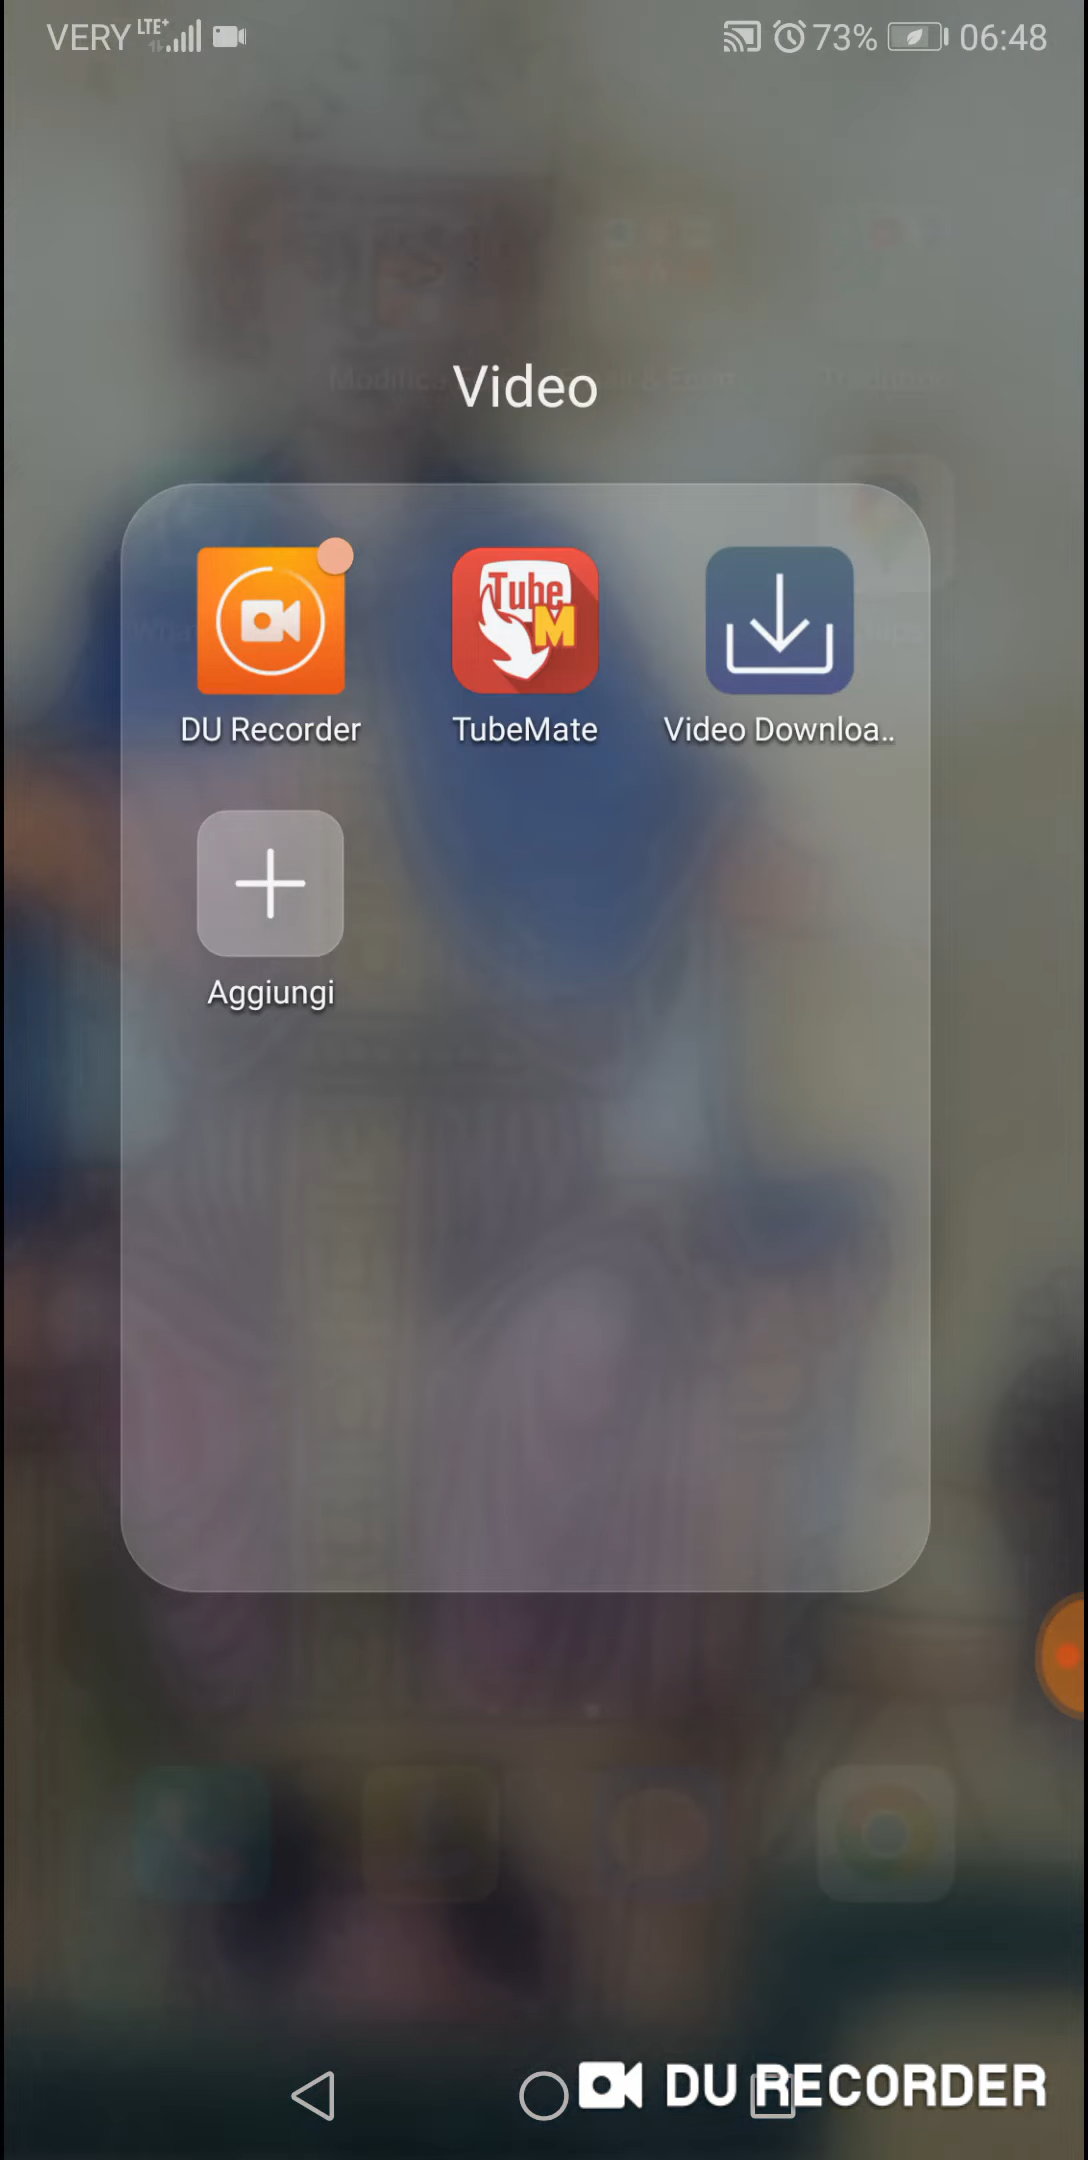 VERY LTE+ 73% 06:48
Video
DU Recorder TubeMate Video Downloa..
Aggiungi
DU RECORDER